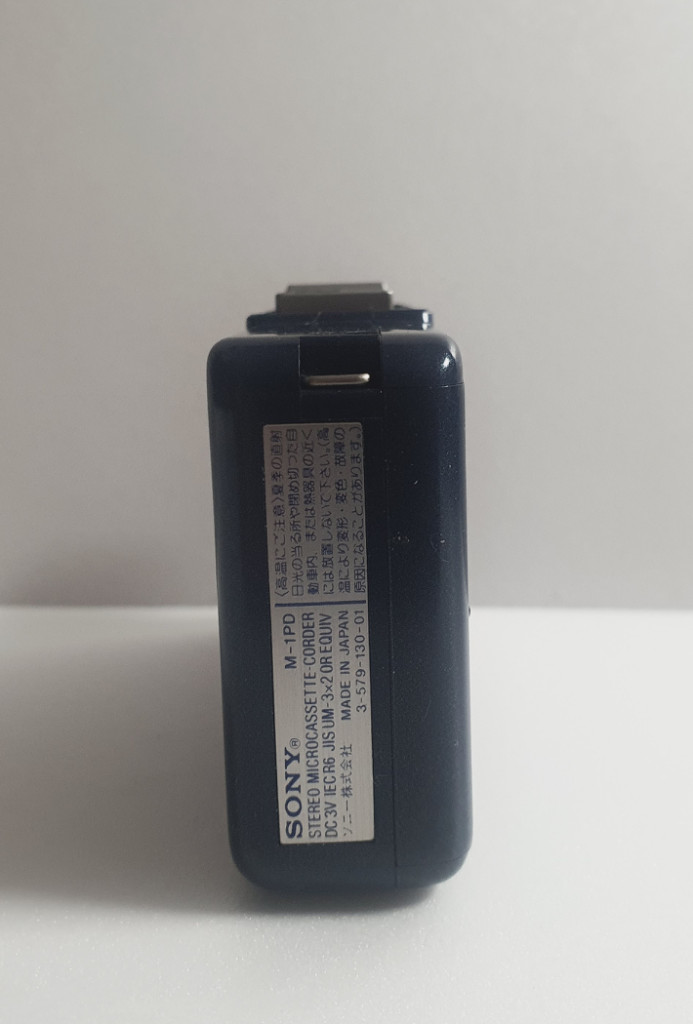 SONY® M-1PD
STEREO MICROCASSETTE-CORDER
DC3V IEC R6 JIS UM-3×2 OR EQUIV
ソニー株式会社 MADE IN JAPAN
3-579-130-01
〈高温にご注意〉夏季の直射
日光の当る所や閉め切った自
動車内、または熱器具の近く
には放置しないで下さい。(高
温により変形・変色・故障の
原因になることがあります。)